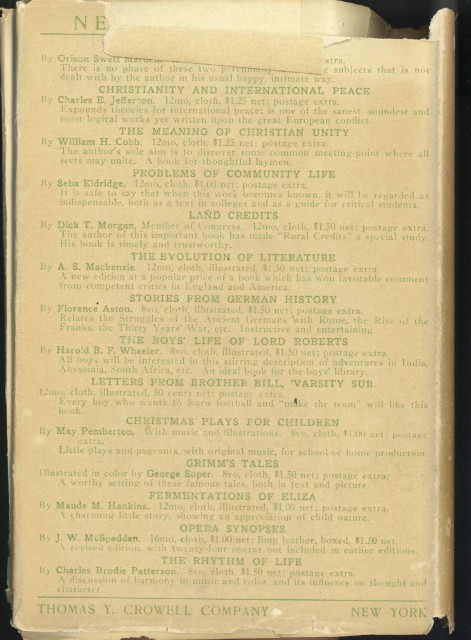 NE
By Orison Swett
xtra.
There is no phase of these two subjects that is not
dealt with by the author in his usual happy, intimate way.
CHRISTIANITY AND INTERNATIONAL PEACE
By Charles E. Jefferson. 12mo, cloth, $1.25 net; postage extra.
Expounds theories for international peace; is one of the sanest, soundest and
most logical works yet written upon the great European conflict.
THE MEANING OF CHRISTIAN UNITY
By William H. Cobb. 12mo, cloth, $1.25 net; postage extra.
The author's sole aim is to discover some common meeting-point where all
sects may unite. A book for thoughtful laymen.
PROBLEMS OF COMMUNITY LIFE
By Seba Eldridge. 12mo, cloth, $1.00 net; postage extra.
It is safe to say that when this work becomes known, it will be regarded as
indispensable, both as a text in colleges and as a guide for critical students.
LAND CREDITS
By Dick T. Morgan, Member of Congress. 12mo, cloth, $1.50 net; postage extra.
The author of this important book has made "Rural Credits" a special study.
His book is timely and trustworthy.
THE EVOLUTION OF LITERATURE
By A. S. Mackenzie. 12mo, cloth, illustrated, $1.50 net; postage extra.
A new edition at a popular price of a book which has won favorable comment
from competent critics in England and America.
STORIES FROM GERMAN HISTORY
By Florence Aston. 8vo, cloth, illustrated, $1.50 net; postage extra.
Relates the Struggles of the Ancient Germans with Rome, the Rise of the
Franks, the Thirty Years' War, etc. Instructive and entertaining.
THE BOYS' LIFE OF LORD ROBERTS
By Harold B. F. Wheeler. 8vo, cloth, illustrated, $1.50 net; postage extra.
All boys will be interested in this stirring description of adventures in India,
Abyssinia, South Africa, etc. An ideal book for the boys' library.
LETTERS FROM BROTHER BILL, 'VARSITY SUB.
12mo, cloth, illustrated, 50 cents net; postage extra.
Every boy who wants to learn football and "make the team" will like this
book.
CHRISTMAS PLAYS FOR CHILDREN
By May Pemberton. With music and illustrations. 8vo, cloth, $1.00 net; postage
extra.
Little plays and pageants, with original music, for school or home production.
GRIMM'S TALES
Illustrated in color by George Soper. 8vo, cloth, $1.50 net; postage extra.
A worthy setting of these famous tales, both in text and picture.
FERMENTATIONS OF ELIZA
By Maude M. Hankins. 12mo, cloth, illustrated, $1.00 net; postage extra.
A charming little story, showing an appreciation of child nature.
OPERA SYNOPSES
By J. W. McSpadden. 16mo, cloth, $1.00 net; limp leather, boxed, $1.50 net.
A revised edition, with twenty-four operas not included in earlier editions.
THE RHYTHM OF LIFE
By Charles Brodie Patterson. 8vo, cloth, $1.50 net; postage extra.
A discussion of harmony in music and color, and its influence on thought and
character.
THOMAS Y. CROWELL COMPANY NEW YORK